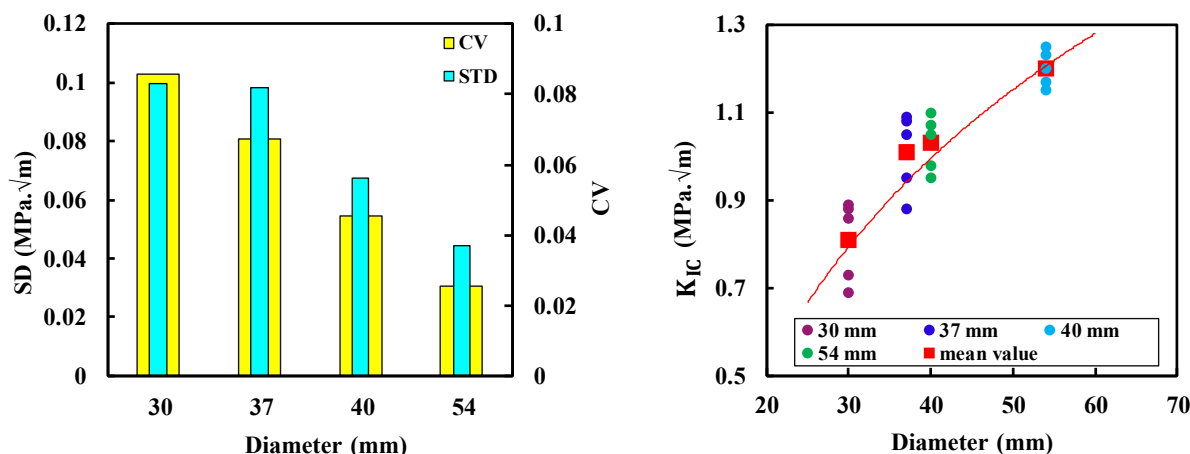 0.12
0.1
0.08
0.06
0.04
0.02
0
SD (MPa.√m)
CV
STD
0.1
0.08
0.06
0.04
0.02
0
CV
30 37 40 54
Diameter (mm)
1.3
1.1
0.9
0.7
0.5
K_IC (MPa.√m)
30 mm 37 mm 40 mm
54 mm mean value
20 30 40 50 60 70
Diameter (mm)